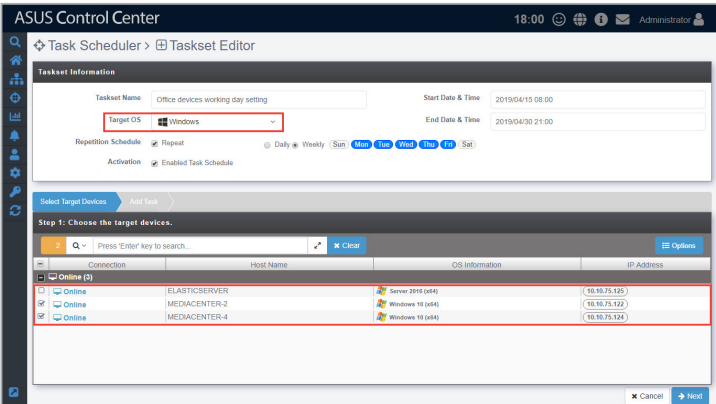 ASUS Control Center
18:00
Administrator
Task Scheduler > Taskset Editor
Taskset Information
Taskset Name Office devices working day setting
Start Date & Time 2019/04/15 08:00
Target OS Windows
End Date & Time 2019/04/30 21:00
Repetition Schedule Repeat Daily Weekly Sun Mon Tue Wed Thu Fri Sat
Activation Enabled Task Schedule
Select Target Devices Add Task
Step 1: Choose the target devices.
2 Press 'Enter' key to search... Clear Options
Connection Host Name OS Information IP Address
Online (3)
Online ELASTICSERVER Server 2016 (x64) 10.10.75.125
Online MEDIACENTER-2 Windows 10 (x64) 10.10.75.122
Online MEDIACENTER-4 Windows 10 (x64) 10.10.75.124
Cancel Next